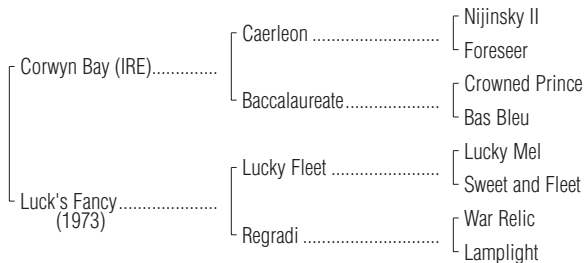 Nijinsky II
Caerleon ..............................
Foreseer
Corwyn Bay (IRE)..............
Crowned Prince
Baccalaureate......................
Bas Bleu
Lucky Mel
Lucky Fleet .........................
Sweet and Fleet
Luck's Fancy .....................
(1973)
War Relic
Regradi ................................
Lamplight